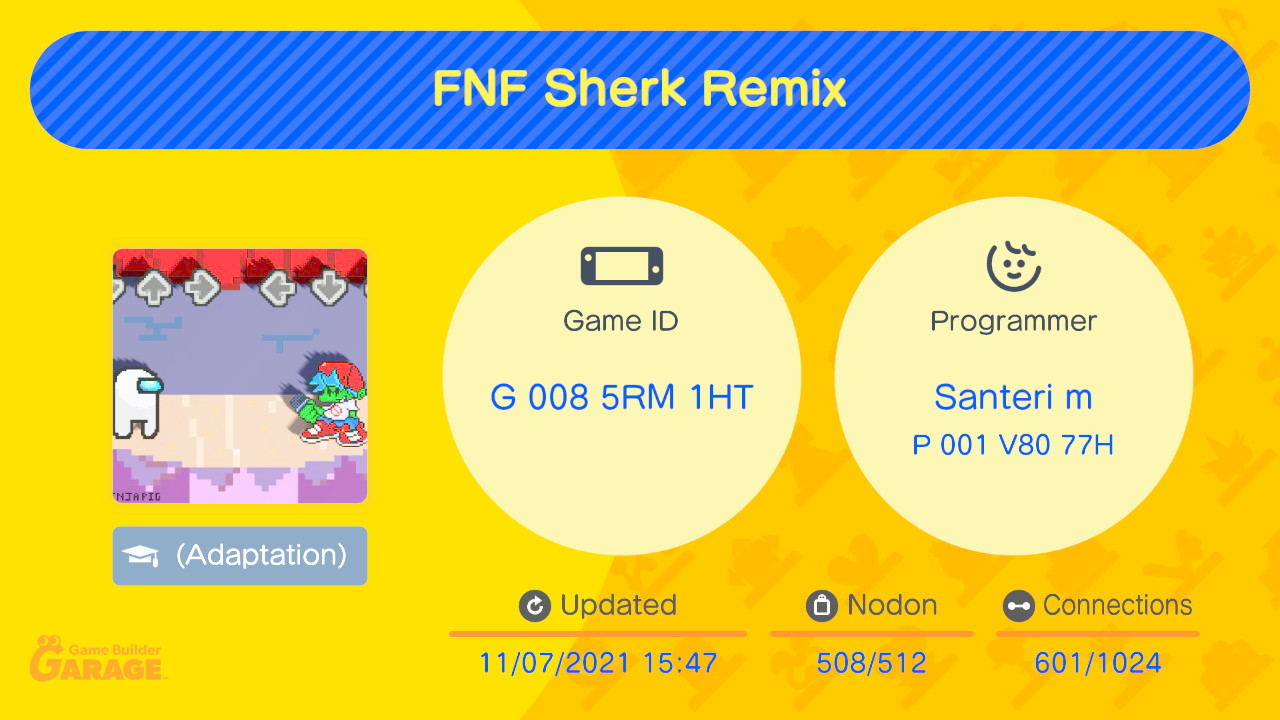 FNF Sherk Remix
Game ID
G 008 5RM 1HT
Programmer
Santeri m
P 001 V80 77H
NJAPIG
(Adaptation)
Updated
11/07/2021 15:47
Nodon
508/512
Connections
601/1024
Game Builder
GARAGE